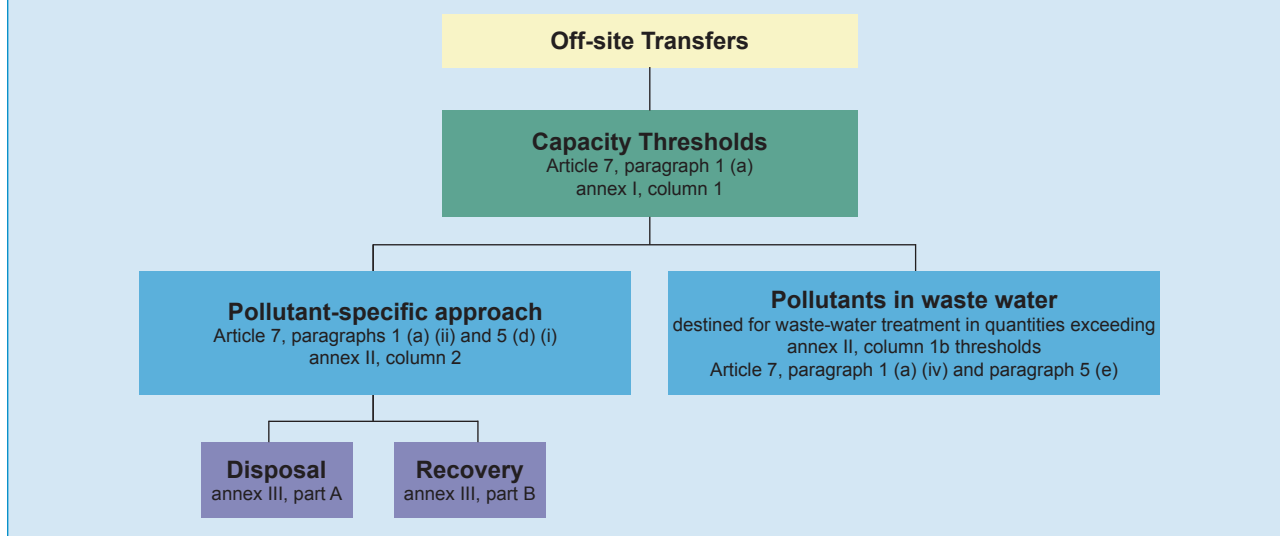 Off-site Transfers
Capacity Thresholds
Article 7, paragraph 1 (a)
annex I, column 1
Pollutant-specific approach
Article 7, paragraphs 1 (a) (ii) and 5 (d) (i)
annex II, column 2
Pollutants in waste water
destined for waste-water treatment in quantities exceeding
annex II, column 1b thresholds
Article 7, paragraph 1 (a) (iv) and paragraph 5 (e)
Disposal
annex III, part A
Recovery
annex III, part B